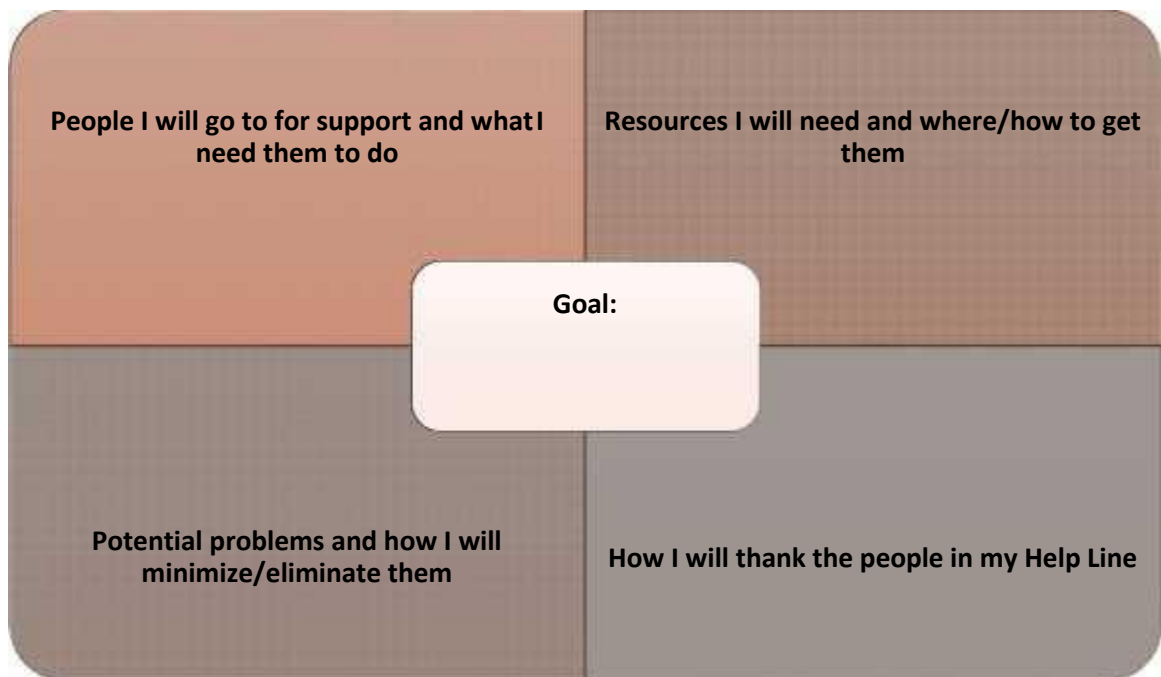 People I will go to for support and what I
need them to do
Resources I will need and where/how to get
them
Goal:
Potential problems and how I will
minimize/eliminate them
How I will thank the people in my Help Line